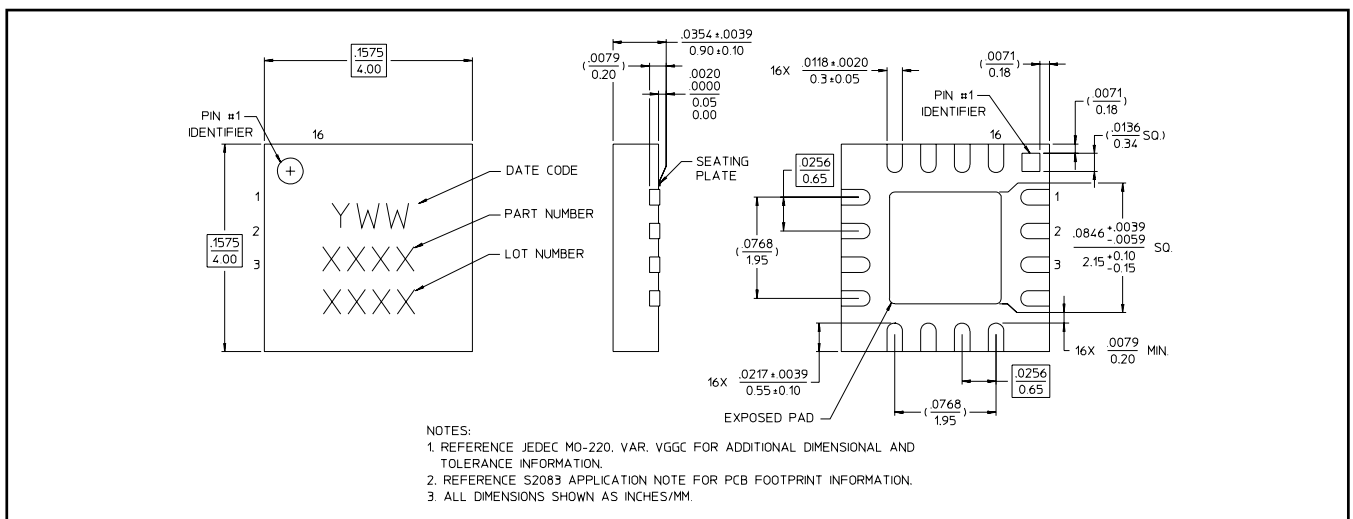 .1575
4.00
PIN #1
IDENTIFIER
16
1
2
3
.1575
4.00
YWW
XXXX
XXXX
DATE CODE
PART NUMBER
LOT NUMBER
.0354±.0039
0.90±0.10
(.0079
0.20)
.0020
.0000
0.05
0.00
SEATING
PLATE
16X .0118±.0020
0.3±0.05
(.0071
0.18)
PIN #1
IDENTIFIER
16
(.0071
0.18)
(.0136
0.34 SQ.)
.0256
0.65
(.0768
1.95)
1
2
3
.0846 +.0039
-.0059
2.15 +0.10
-0.15
SQ.
16X .0079
0.20 MIN.
16X .0217±.0039
0.55±0.10
.0256
0.65
(.0768)
1.95
EXPOSED PAD
NOTES:
1. REFERENCE JEDEC MO-220, VAR. VGGC FOR ADDITIONAL DIMENSIONAL AND
TOLERANCE INFORMATION.
2. REFERENCE S2083 APPLICATION NOTE FOR PCB FOOTPRINT INFORMATION.
3. ALL DIMENSIONS SHOWN AS INCHES/MM.